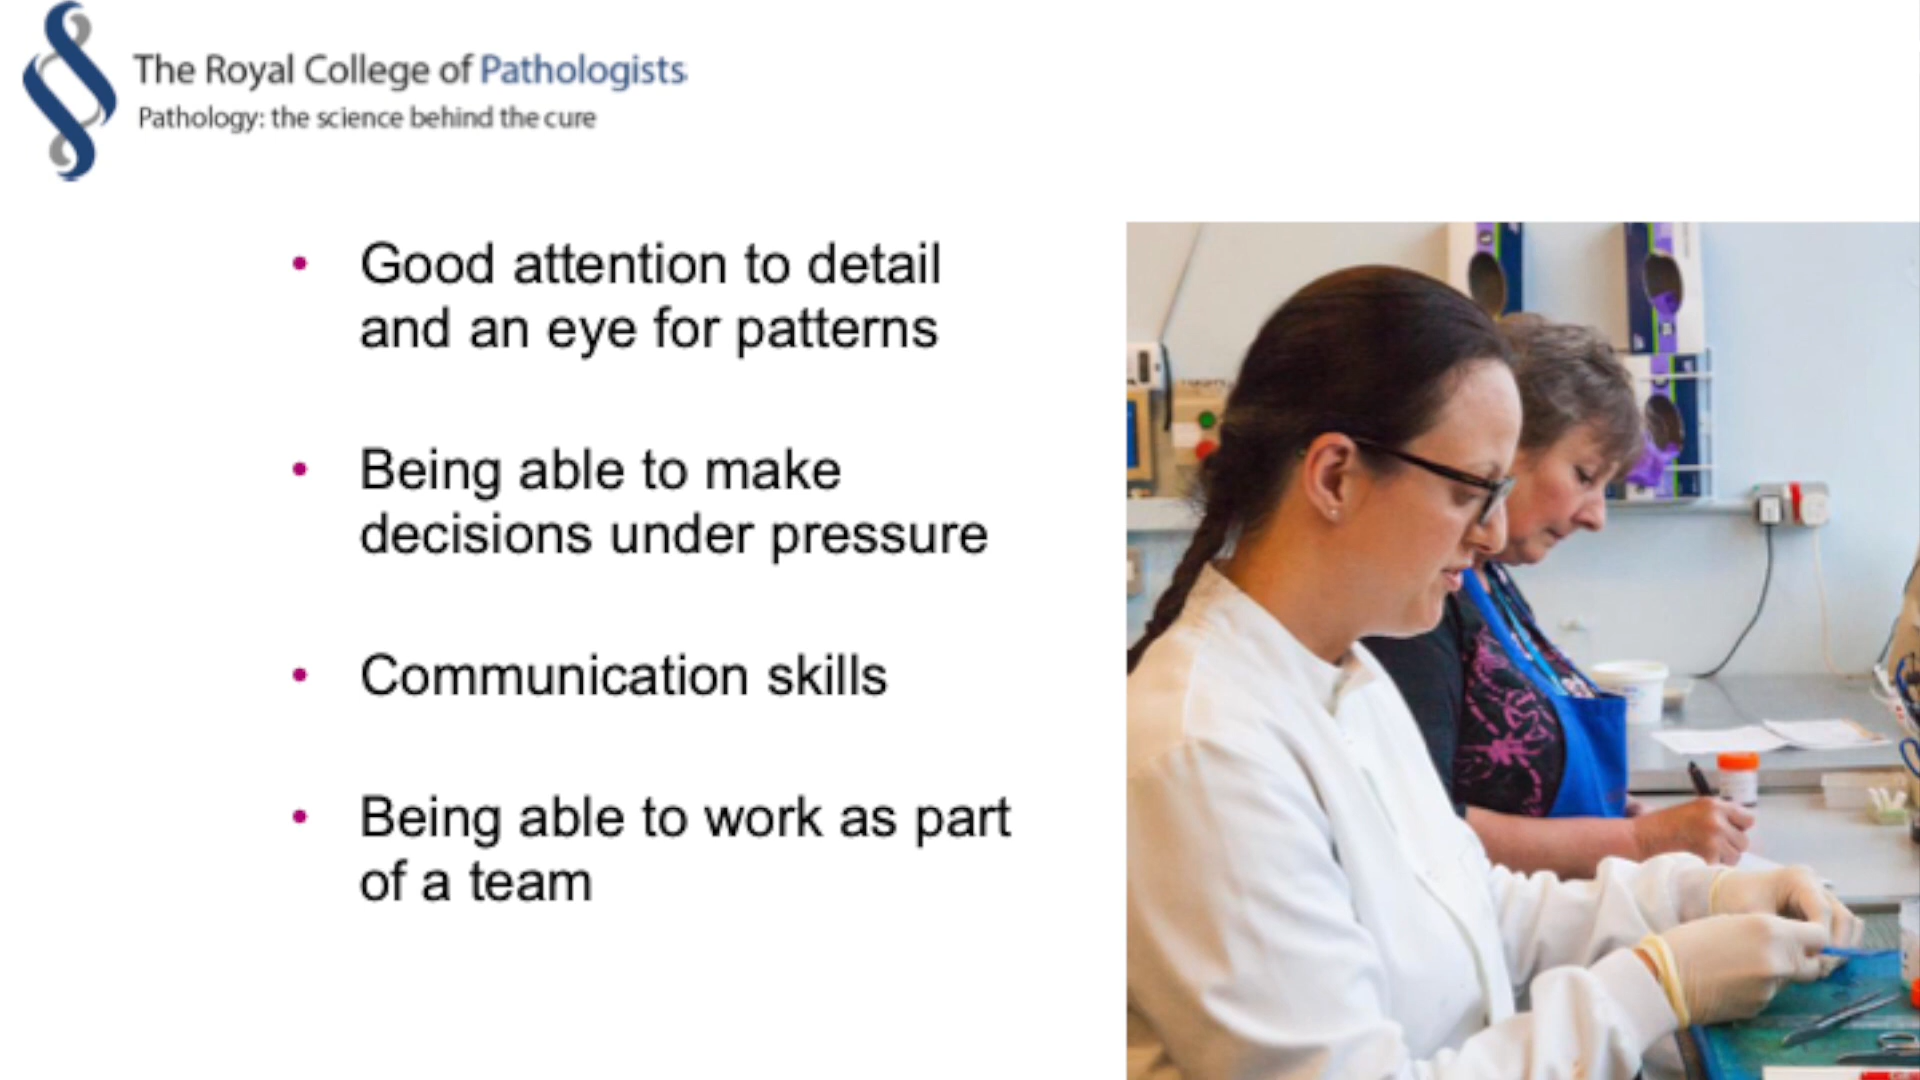 The Royal College of Pathologists
Pathology: the science behind the cure
• Good attention to detail
and an eye for patterns
• Being able to make
decisions under pressure
• Communication skills
• Being able to work as part
of a team